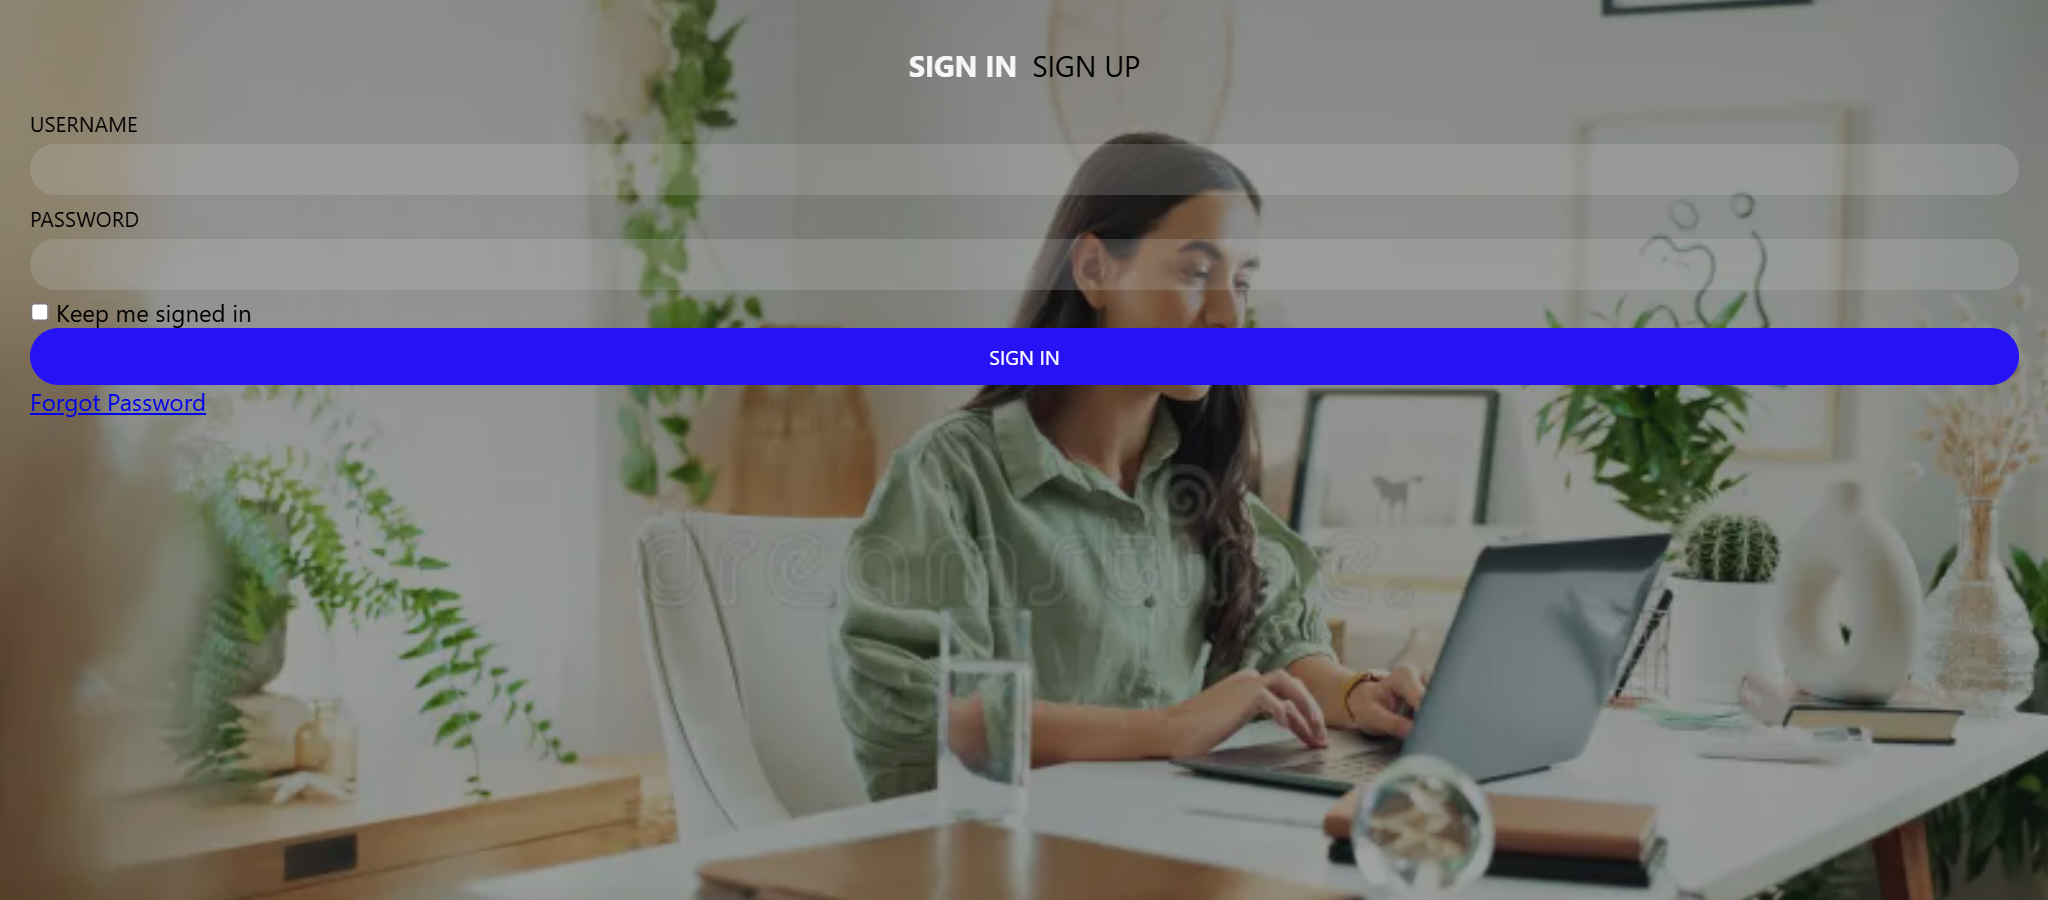 SIGN IN SIGN UP
USERNAME
PASSWORD
Keep me signed in
SIGN IN
Forgot Password
dreamstime.